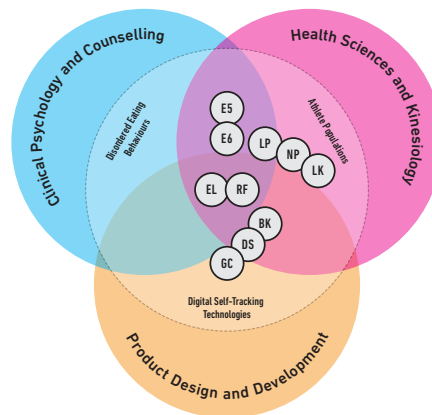 Clinical Psychology and Counselling
Health Sciences and Kinesiology
Disordered Eating
Behaviours
Athlete Populations
E5
E6
LP
NP
LK
EL
RF
BK
DS
GC
Digital Self-Tracking
Technologies
Product Design and Development